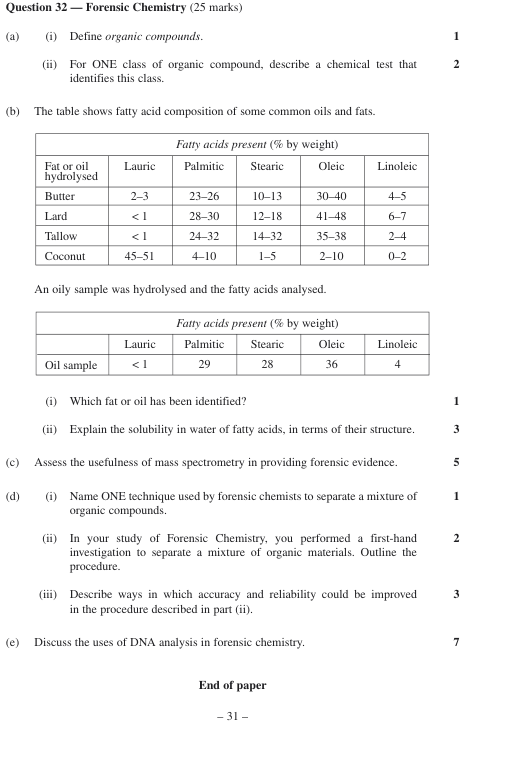 Question 32 — Forensic Chemistry (25 marks)
(a) (i) Define organic compounds. 1
(ii) For ONE class of organic compound, describe a chemical test that 2
identifies this class.
(b) The table shows fatty acid composition of some common oils and fats.
Fatty acids present (% by weight)
Fat or oil Lauric Palmitic Stearic Oleic Linoleic
hydrolysed
Butter 2–3 23–26 10–13 30–40 4–5
Lard < 1 28–30 12–18 41–48 6–7
Tallow < 1 24–32 14–32 35–38 2–4
Coconut 45–51 4–10 1–5 2–10 0–2
An oily sample was hydrolysed and the fatty acids analysed.
Fatty acids present (% by weight)
Lauric Palmitic Stearic Oleic Linoleic
Oil sample < 1 29 28 36 4
(i) Which fat or oil has been identified? 1
(ii) Explain the solubility in water of fatty acids, in terms of their structure. 3
(c) Assess the usefulness of mass spectrometry in providing forensic evidence. 5
(d) (i) Name ONE technique used by forensic chemists to separate a mixture of 1
organic compounds.
(ii) In your study of Forensic Chemistry, you performed a first-hand 2
investigation to separate a mixture of organic materials. Outline the
procedure.
(iii) Describe ways in which accuracy and reliability could be improved 3
in the procedure described in part (ii).
(e) Discuss the uses of DNA analysis in forensic chemistry. 7
End of paper
– 31 –